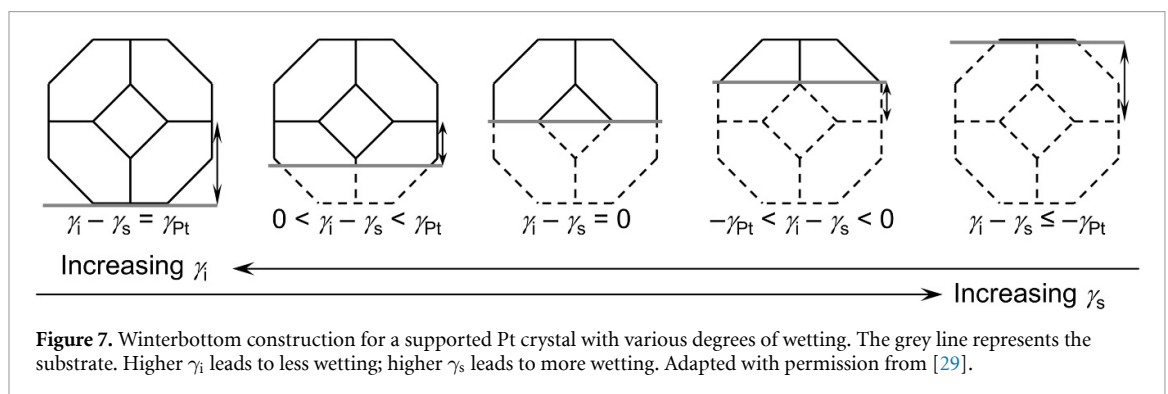 γi − γs = γPt
0 < γi − γs < γPt
γi − γs = 0
−γPt < γi − γs < 0
γi − γs ≤ −γPt
Increasing γi
Increasing γs
Figure 7. Winterbottom construction for a supported Pt crystal with various degrees of wetting. The grey line represents the
substrate. Higher γi leads to less wetting; higher γs leads to more wetting. Adapted with permission from [29].